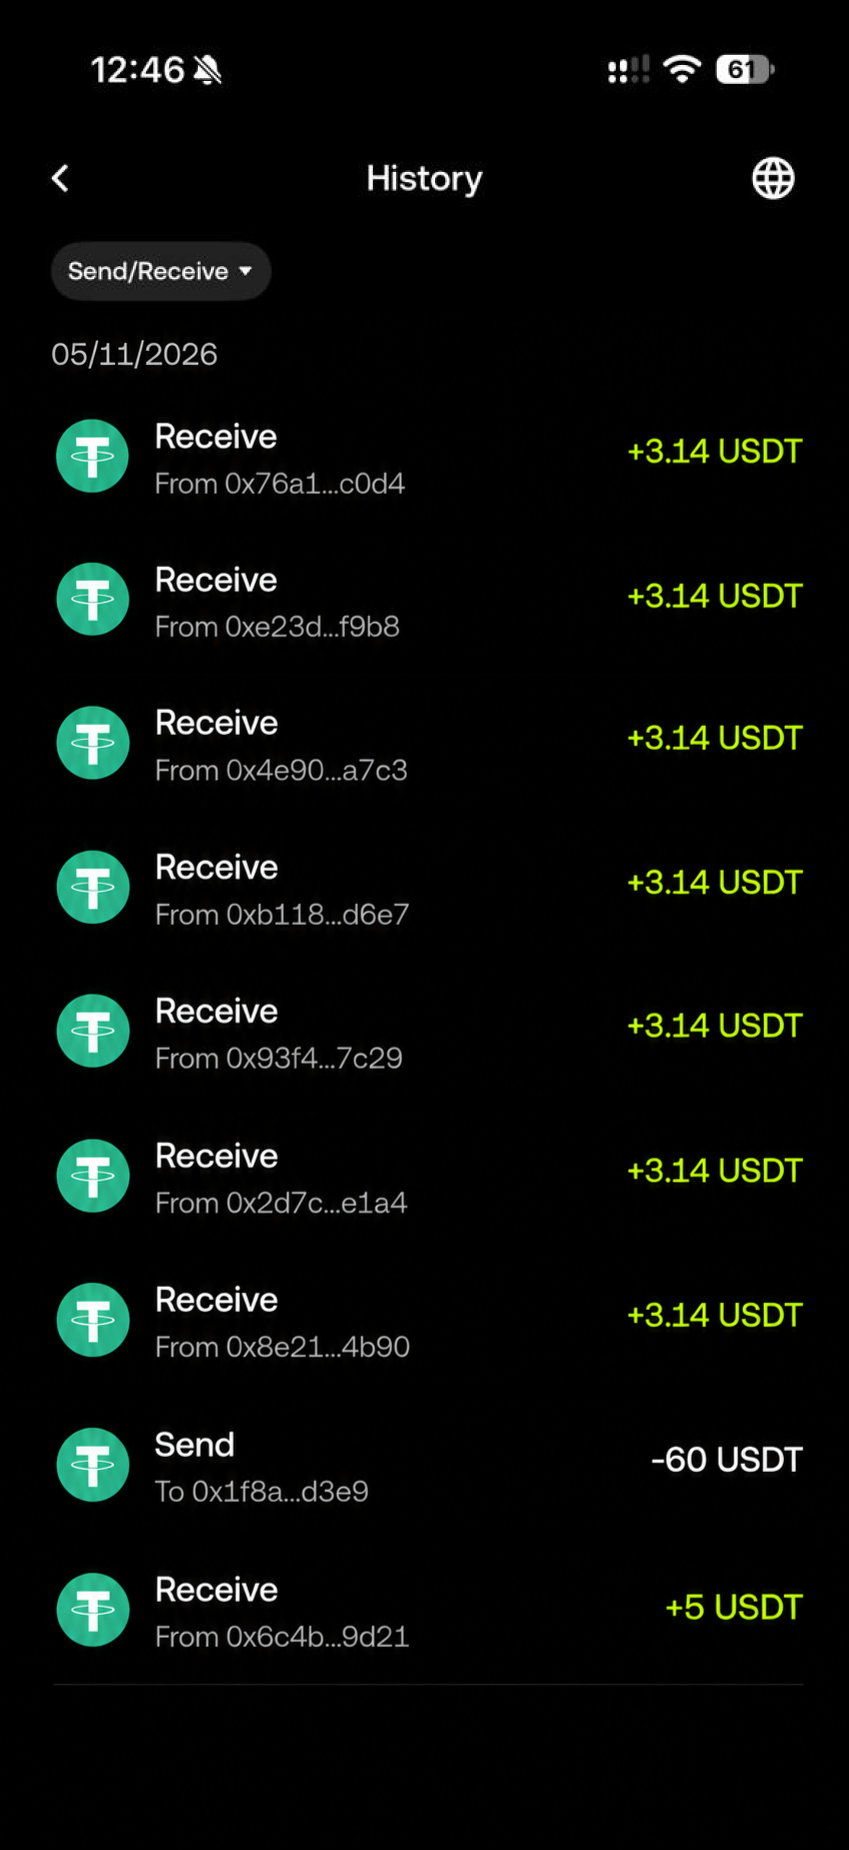 12:46
61
History
Send/Receive
05/11/2026
Receive
+3.14 USDT
From 0x76a1...c0d4
Receive
+3.14 USDT
From 0xe23d...f9b8
Receive
+3.14 USDT
From 0x4e90...a7c3
Receive
+3.14 USDT
From 0xb118...d6e7
Receive
+3.14 USDT
From 0x93f4...7c29
Receive
+3.14 USDT
From 0x2d7c...e1a4
Receive
+3.14 USDT
From 0x8e21...4b90
Send
-60 USDT
To 0x1f8a...d3e9
Receive
+5 USDT
From 0x6c4b...9d21